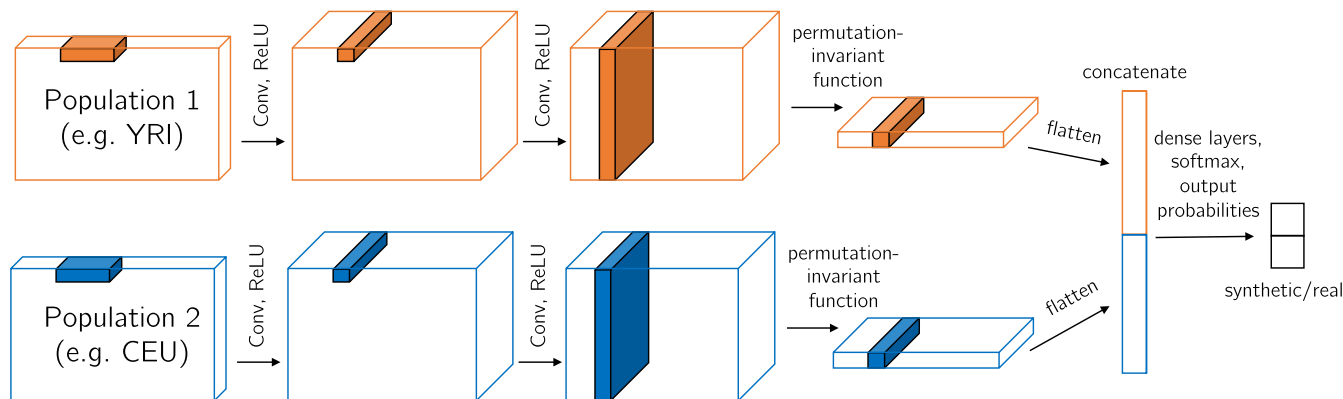 Population 1
(e.g. YRI)
Conv, ReLU
Conv, ReLU
permutation-
invariant
function
flatten
concatenate
Population 2
(e.g. CEU)
Conv, ReLU
Conv, ReLU
permutation-
invariant
function
flatten
dense layers,
softmax,
output
probabilities
synthetic/real